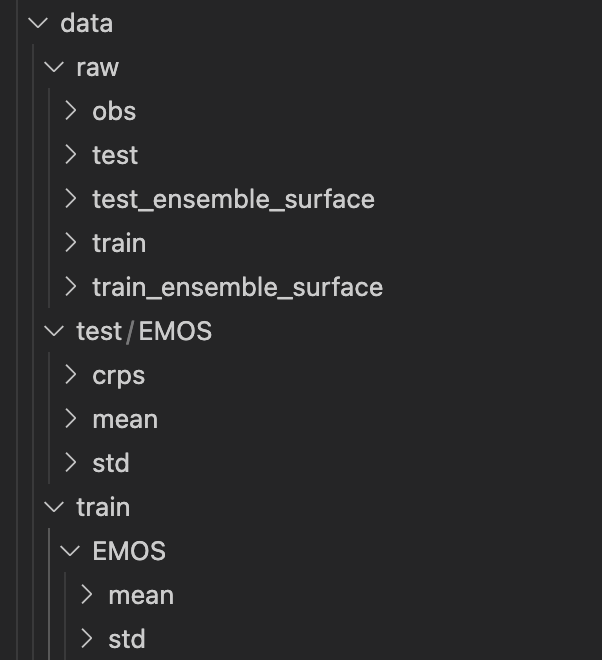 data
raw
obs
test
test_ensemble_surface
train
train_ensemble_surface
test/EMOS
crps
mean
std
train
EMOS
mean
std